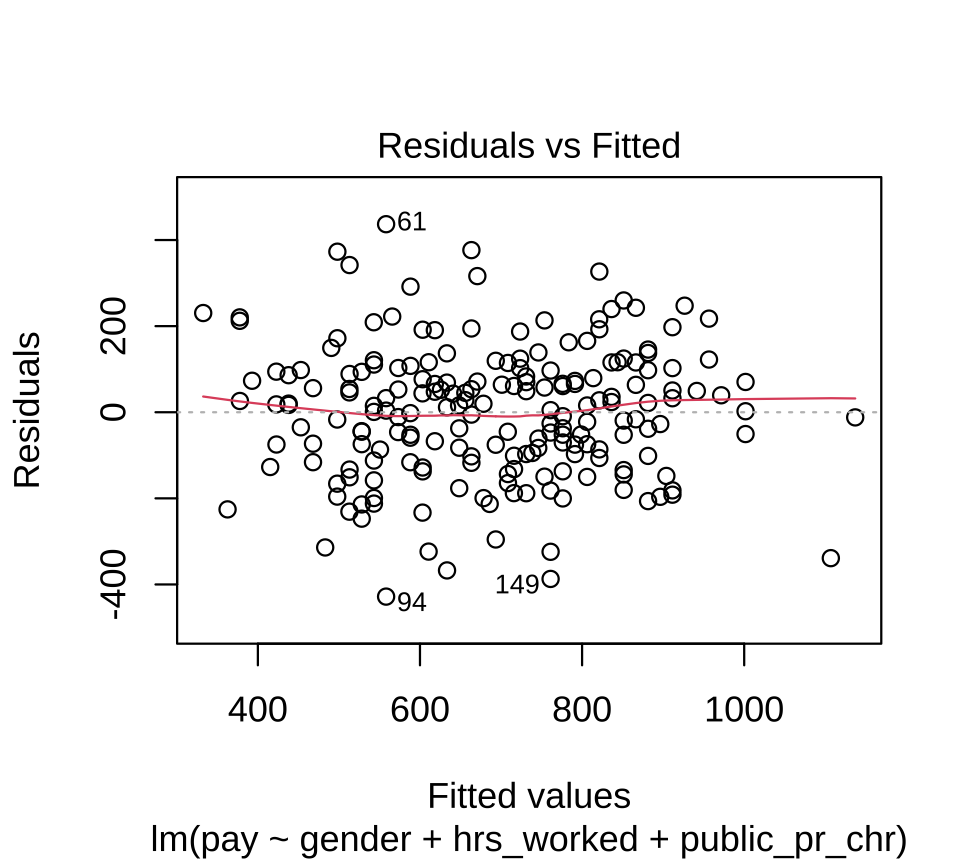 Residuals vs Fitted
61
200
0
-400
149
94
Residuals
400 600 800 1000
Fitted values
lm(pay ~ gender + hrs_worked + public_pr_chr)